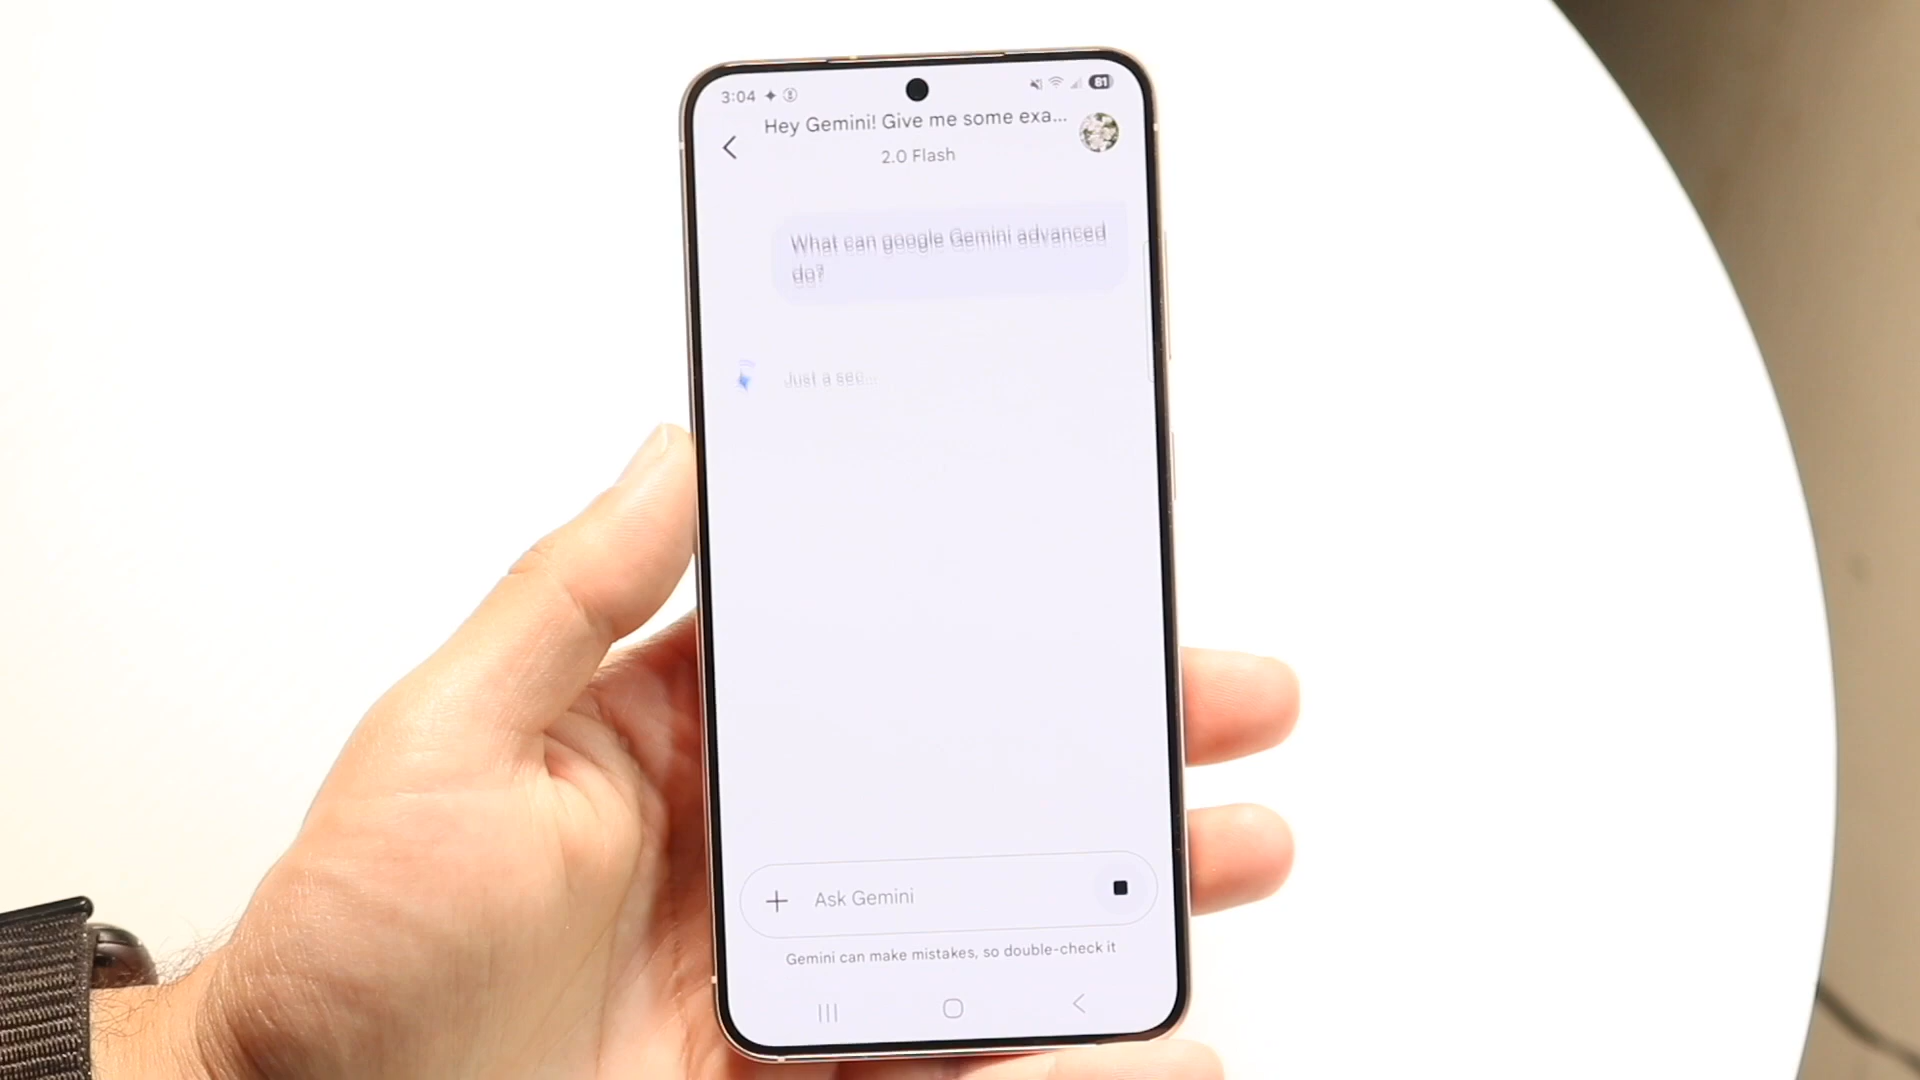 3:04
81
Hey Gemini! Give me some exa...
2.0 Flash
What can google Gemini advanced
do?
Just a sec...
Ask Gemini
Gemini can make mistakes, so double-check it